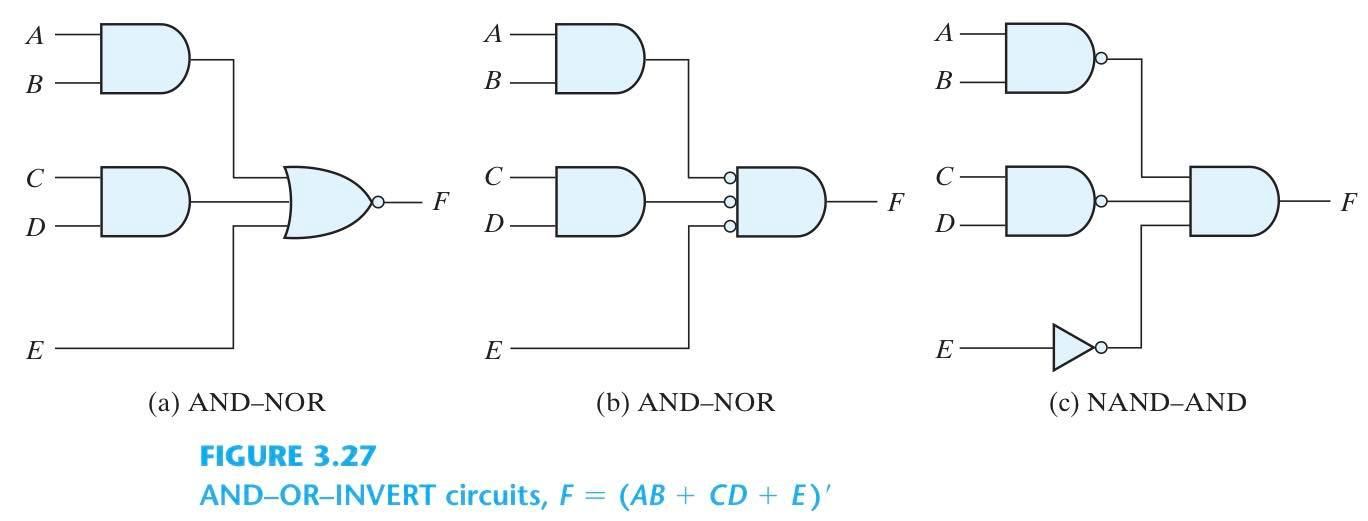 A
B
C
D
E
F
(a) AND–NOR
A
B
C
D
E
F
(b) AND–NOR
A
B
C
D
E
F
(c) NAND–AND
FIGURE 3.27
AND–OR–INVERT circuits, F = (AB + CD + E)′